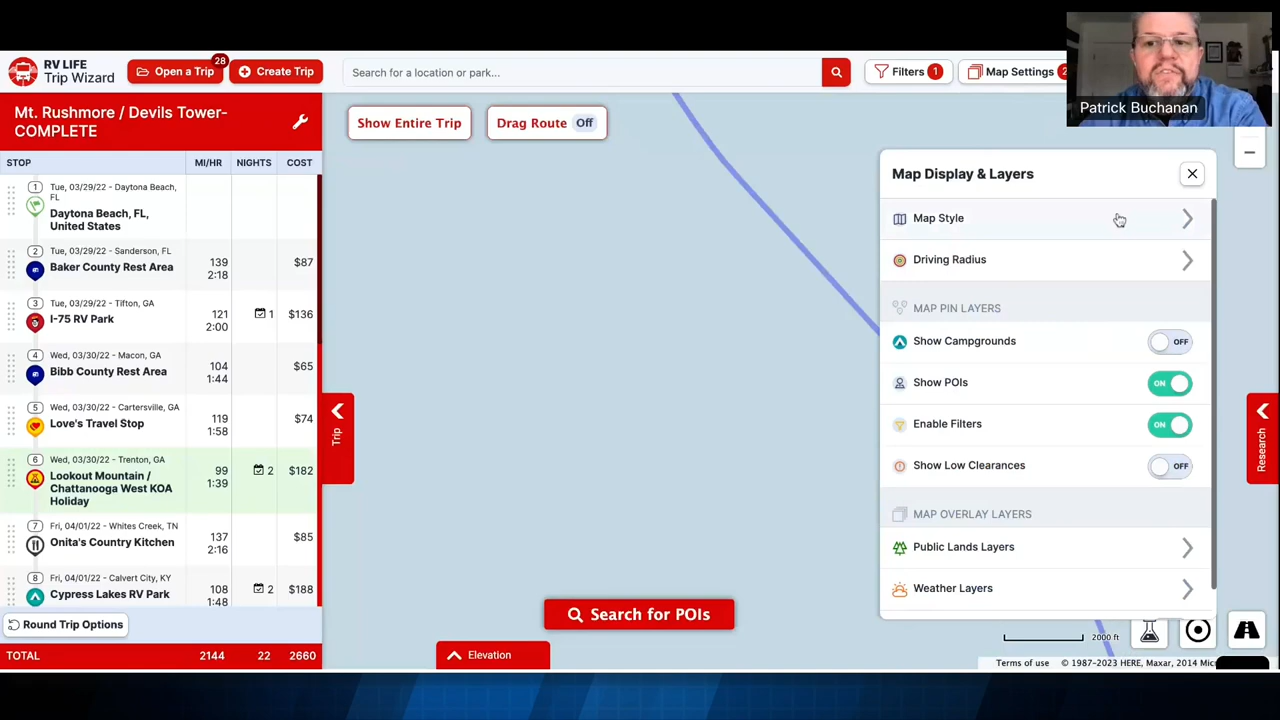 Patrick Buchanan
RV LIFE
Trip Wizard
Open a Trip
28
Create Trip
Search for a location or park...
Filters 1
Map Settings
Mt. Rushmore / Devils Tower-
COMPLETE
Show Entire Trip
Drag Route Off
STOP MI/HR NIGHTS COST
1 Tue, 03/29/22 - Daytona Beach,
FL
Daytona Beach, FL,
United States
2 Tue, 03/29/22 - Sanderson, FL
Baker County Rest Area
139
2:18
$87
3 Tue, 03/29/22 - Tifton, GA
I-75 RV Park
121
2:00
1
$136
4 Wed, 03/30/22 - Macon, GA
Bibb County Rest Area
104
1:44
$65
5 Wed, 03/30/22 - Cartersville, GA
Love's Travel Stop
119
1:58
$74
6 Wed, 03/30/22 - Trenton, GA
Lookout Mountain /
Chattanooga West KOA
Holiday
99
1:39
2
$182
7 Fri, 04/01/22 - Whites Creek, TN
Onita's Country Kitchen
137
2:16
$85
8 Fri, 04/01/22 - Calvert City, KY
Cypress Lakes RV Park
108
1:48
2
$188
Round Trip Options
TOTAL 2144 22 2660
Trip
Map Display & Layers
Map Style
Driving Radius
MAP PIN LAYERS
Show Campgrounds OFF
Show POIs ON
Enable Filters ON
Show Low Clearances OFF
MAP OVERLAY LAYERS
Public Lands Layers
Weather Layers
Research
Search for POIs
Elevation
2000 ft
Terms of use © 1987-2023 HERE, Maxar, 2014